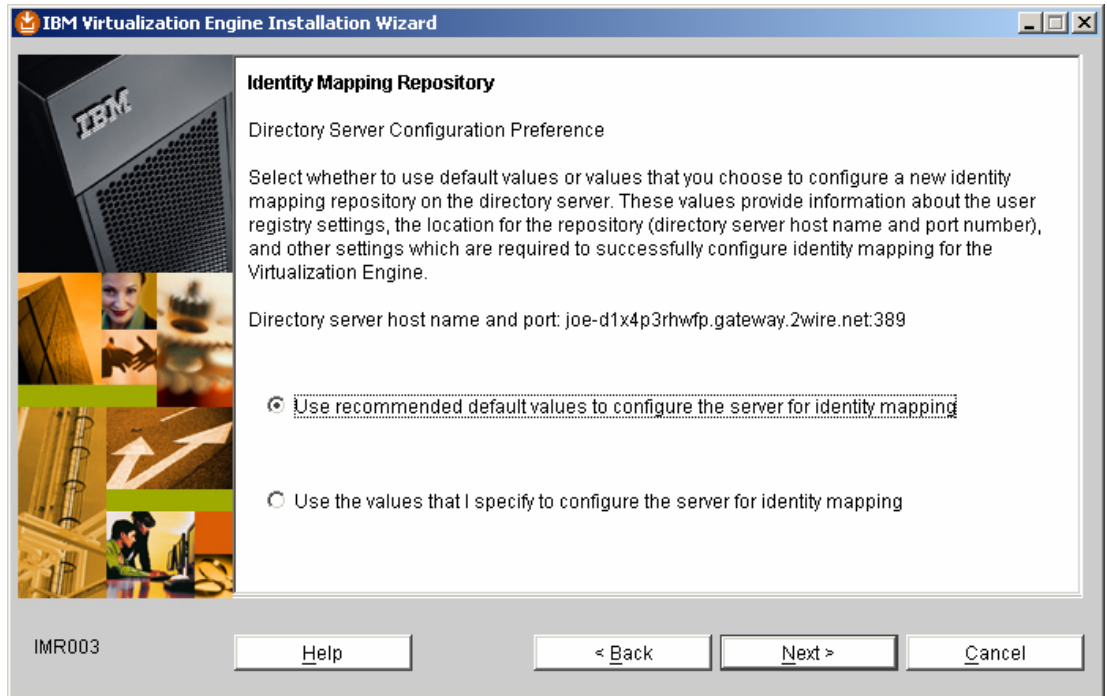 IBM Virtualization Engine Installation Wizard
IBM
Identity Mapping Repository
Directory Server Configuration Preference
Select whether to use default values or values that you choose to configure a new identity
mapping repository on the directory server. These values provide information about the user
registry settings, the location for the repository (directory server host name and port number),
and other settings which are required to successfully configure identity mapping for the
Virtualization Engine.
Directory server host name and port: joe-d1x4p3rhwfp.gateway.2wire.net:389
Use recommended default values to configure the server for identity mapping
Use the values that I specify to configure the server for identity mapping
IMR003
Help
< Back
Next >
Cancel